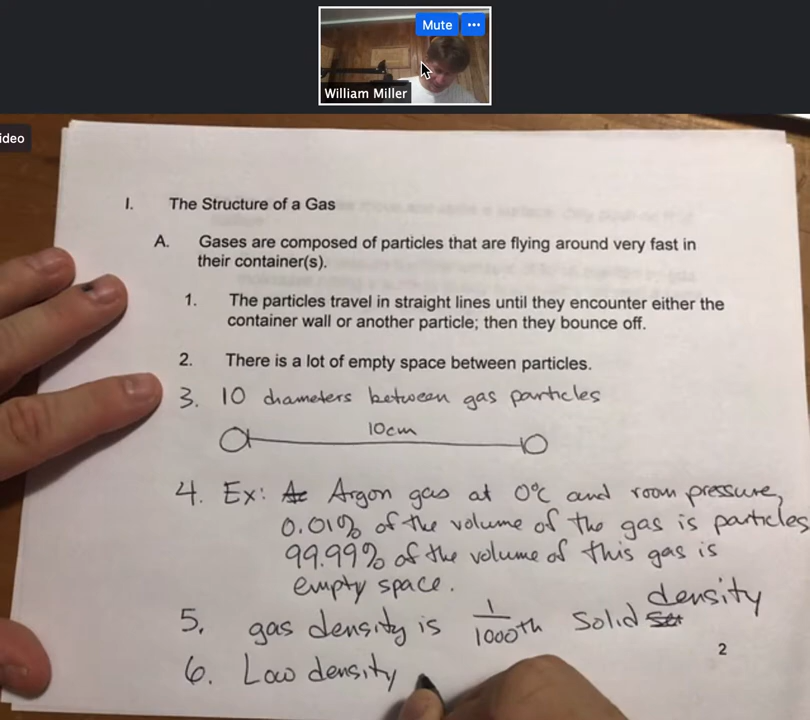 Mute ...
William Miller
ideo
I. The Structure of a Gas
A. Gases are composed of particles that are flying around very fast in
their container(s).
1. The particles travel in straight lines until they encounter either the
container wall or another particle; then they bounce off.
2. There is a lot of empty space between particles.
3. 10 diameters between gas particles
10cm
4. Ex: Argon gas at 0°C and room pressure,
0.01% of the volume of the gas is particles
99.99% of the volume of this gas is
empty space.
5. gas density is 1/1000th Solid density
6. Low density
2